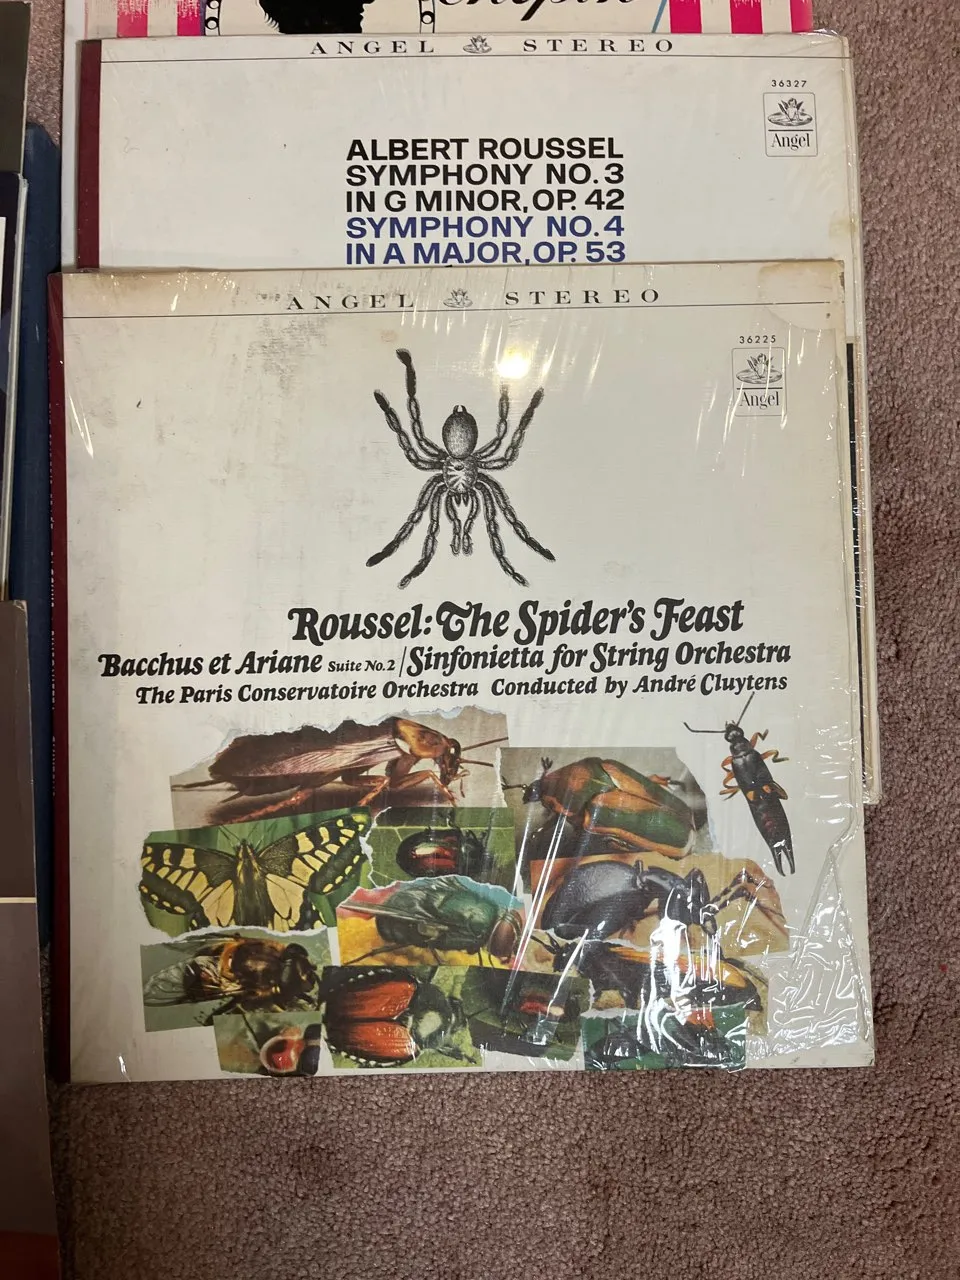 Chopin
ANGEL STEREO
36327
Angel
ALBERT ROUSSEL
SYMPHONY NO. 3
IN G MINOR, OP. 42
SYMPHONY NO. 4
IN A MAJOR, OP. 53
ANGEL STEREO
36225
Angel
Roussel: The Spider's Feast
Bacchus et Ariane Suite No. 2 / Sinfonietta for String Orchestra
The Paris Conservatoire Orchestra Conducted by André Cluytens